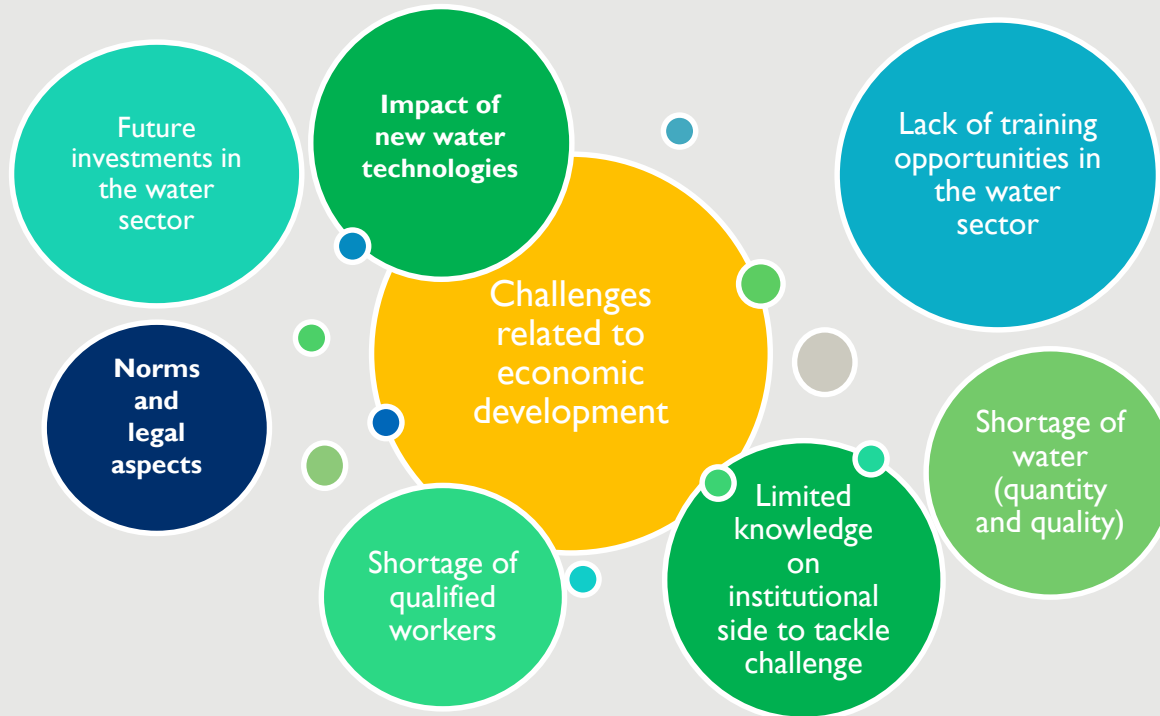 Future
investments in
the water
sector
Impact of
new water
technologies
Lack of training
opportunities in
the water
sector
Challenges
related to
economic
development
Norms
and
legal
aspects
Shortage of
water
(quantity
and quality)
Shortage of
qualified
workers
Limited
knowledge
on
institutional
side to tackle
challenge